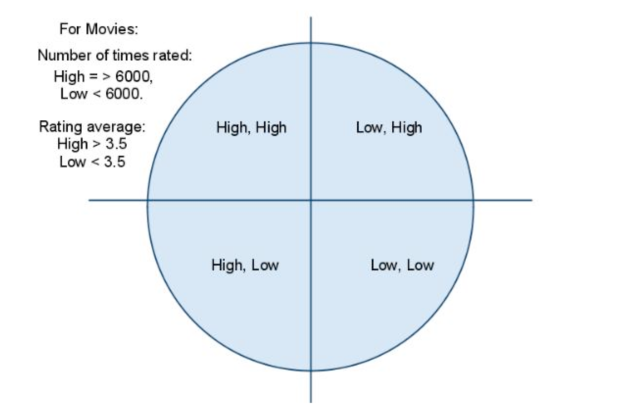 For Movies:
Number of times rated:
High = > 6000,
Low < 6000.
Rating average:
High > 3.5
Low < 3.5
High, High
Low, High
High, Low
Low, Low